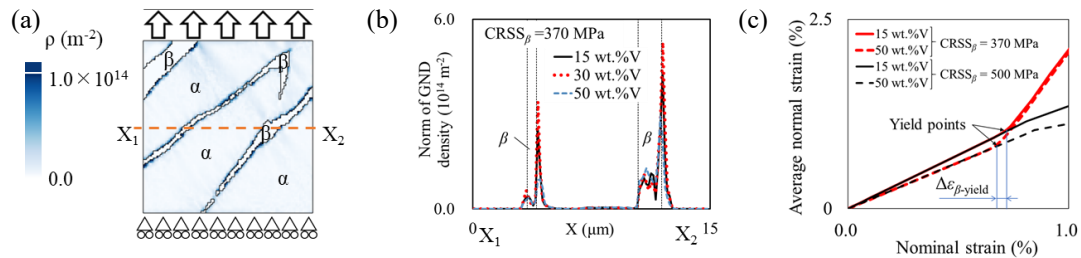 (a)
ρ (m⁻²)
1.0 × 10¹⁴
0.0
β
β
α
X₁
β
X₂
α
α
(b)
6.0
CRSSβ =370 MPa
15 wt.%V
30 wt.%V
50 wt.%V
Norm of GND
density (10¹⁴ m⁻²)
β
β
0.0
0
X (μm)
15
X₁
X₂
(c)
2.5
15 wt.%V
50 wt.%V
CRSSβ = 370 MPa
15 wt.%V
50 wt.%V
CRSSβ = 500 MPa
Average normal strain (%)
Yield points
Δεβ-yield
0
0.0
1.0
Nominal strain (%)